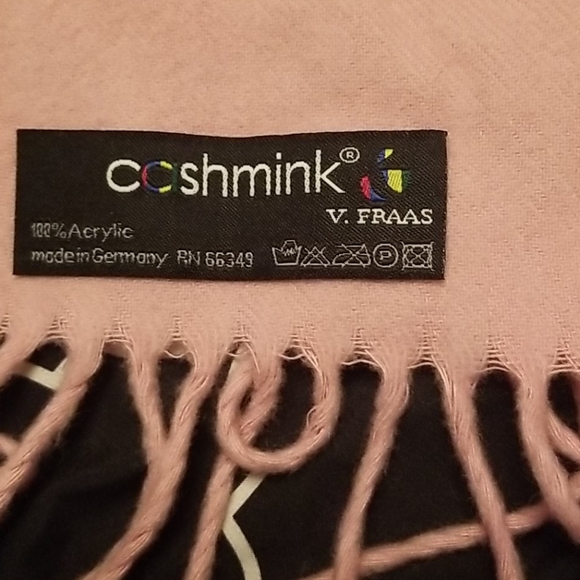 cashmink®
V. FRAAS
100% Acrylic
made in Germany RN 66349
P